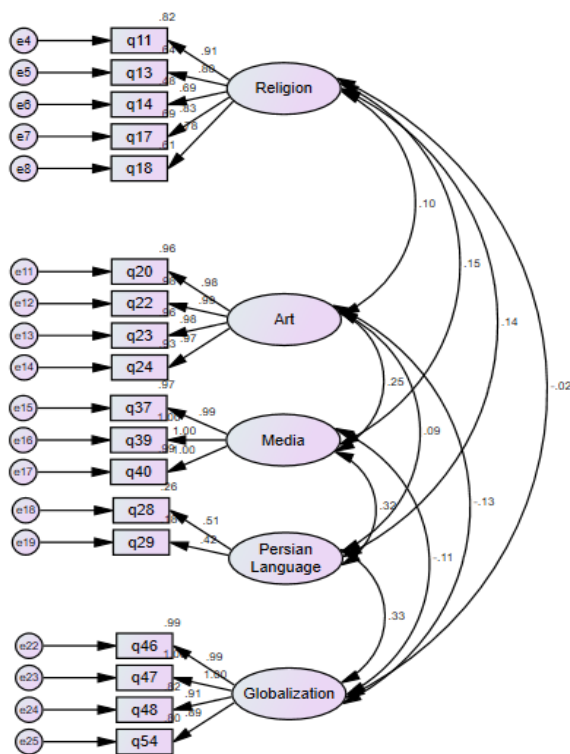 .82
e4 q11
.64 .91
e5 q13
.48 .80
Religion
e6 q14 .69
.69 .83
e7 q17 .78
.61
e8 q18
.10
.15
.96
e11 q20
.98 .98
e12 q22 .99
.96
Art
e13 q23 .98
.93 .97
e14 q24
.14
.97
.25
-.02
e15 q37
1.00 .99
e16 q39 1.00
Media
.09
.99 1.00
e17 q40
.26
e18 q28
.51
.32
-.13
e19 q29 .42
Persian
Language
-.11
.33
.99
e22 q46
.99
e23 q47 1.00
e24 q48 .91
Globalization
.80
e25 q54